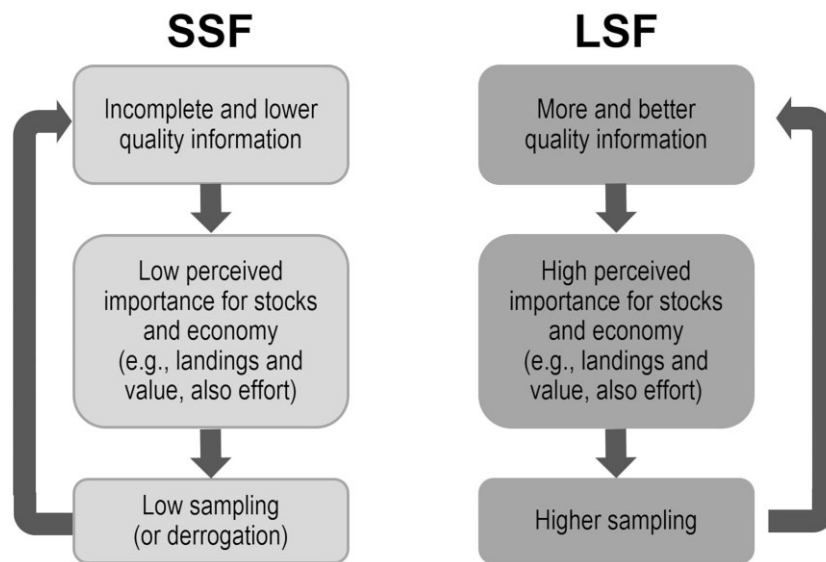 SSF
Incomplete and lower
quality information
Low perceived
importance for stocks
and economy
(e.g., landings and
value, also effort)
Low sampling
(or derrogation)
LSF
More and better
quality information
High perceived
importance for stocks
and economy
(e.g., landings and
value, also effort)
Higher sampling